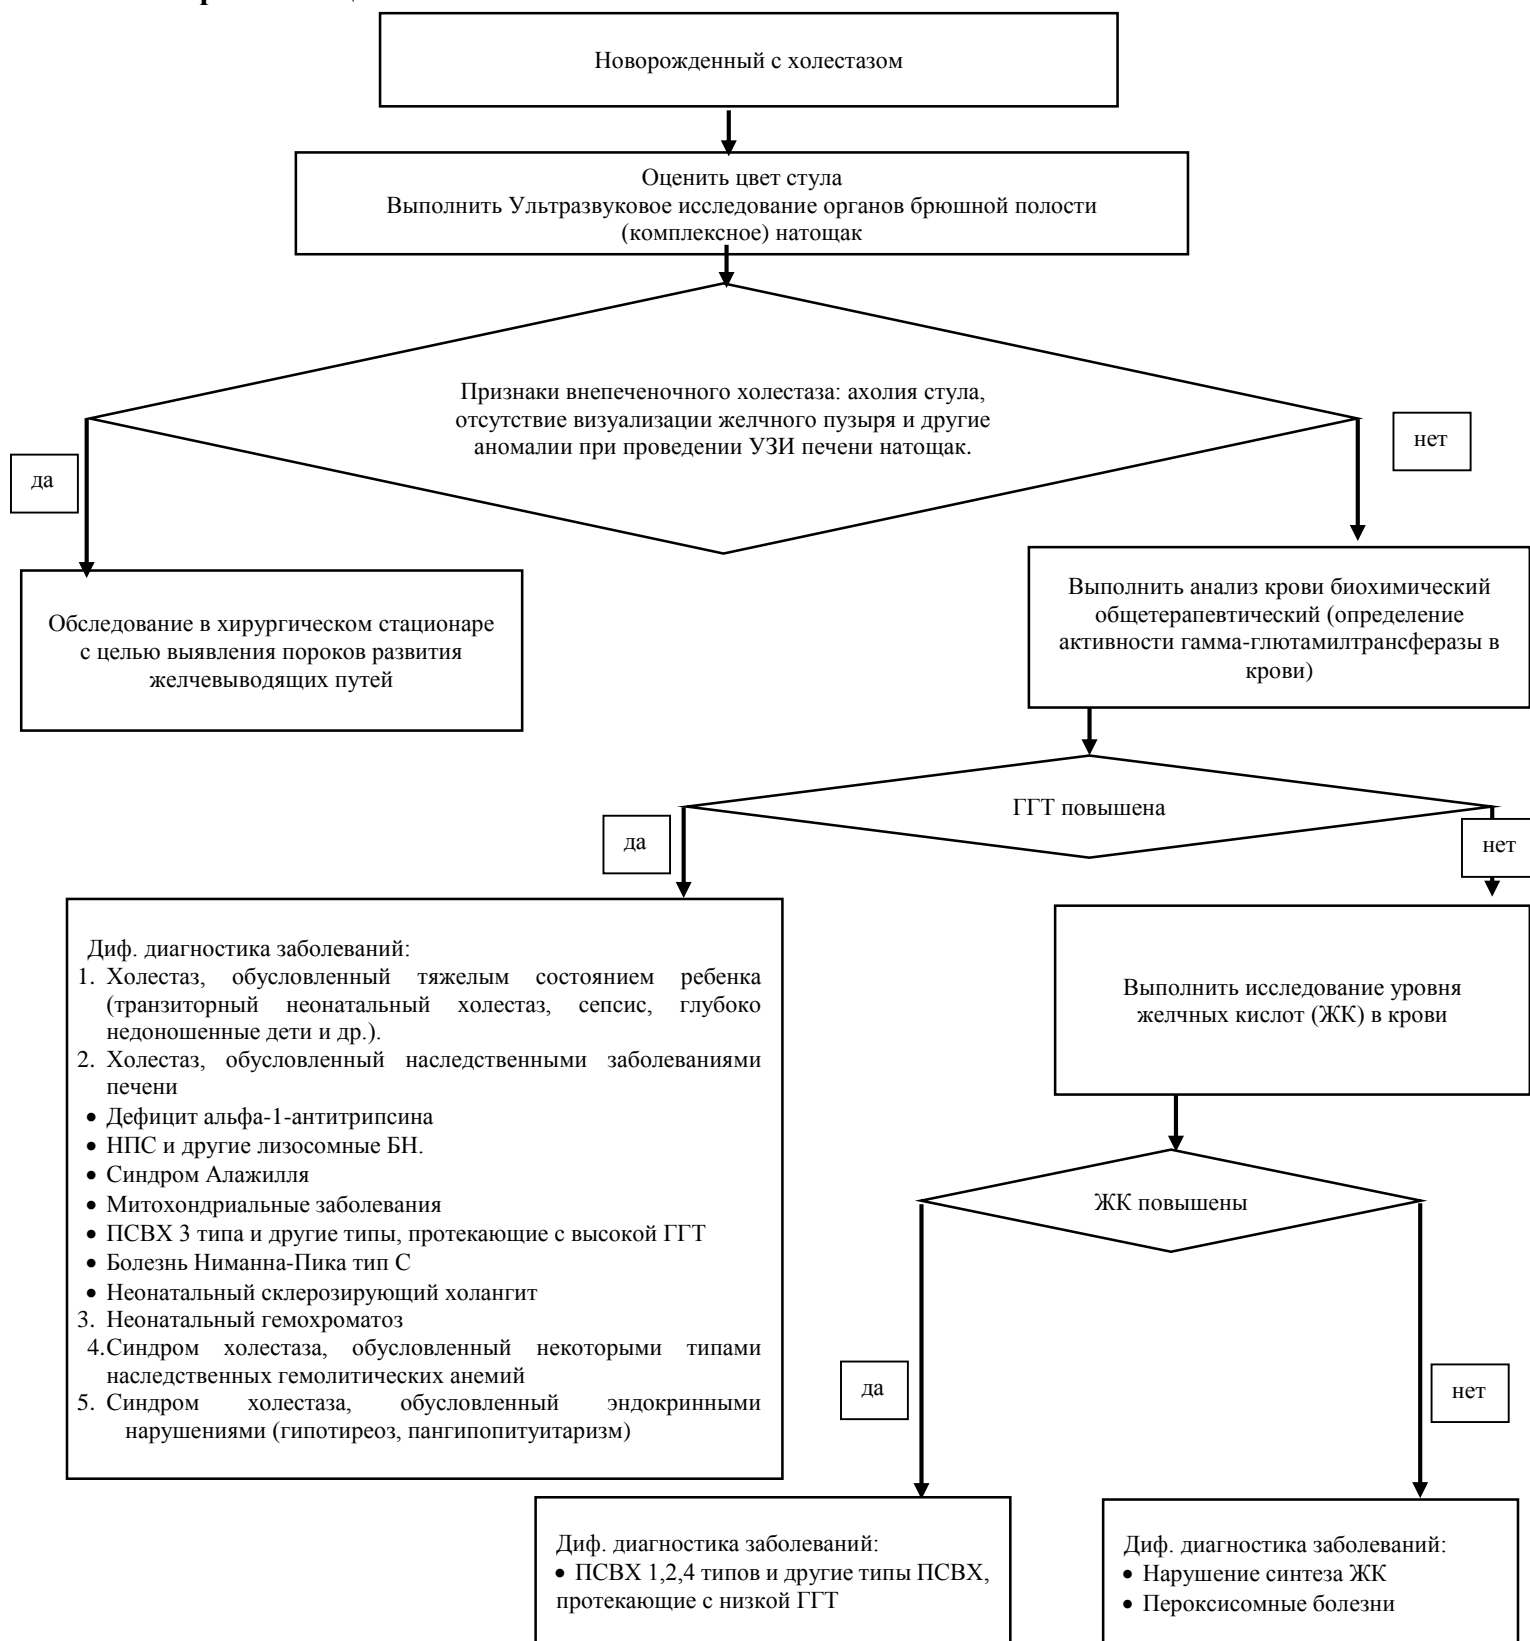 Новорожденный с холестазом
Оценить цвет стула
Выполнить Ультразвуковое исследование органов брюшной полости
(комплексное) натощак
Признаки внепеченочного холестаза: ахолия стула,
отсутствие визуализации желчного пузыря и другие
аномалии при проведении УЗИ печени натощак.
да
нет
Обследование в хирургическом стационаре
с целью выявления пороков развития
желчевыводящих путей
Выполнить анализ крови биохимический
общетерапевтический (определение
активности гамма-глютамилтрансферазы в
крови)
ГГТ повышена
да
нет
Диф. диагностика заболеваний:
1. Холестаз, обусловленный тяжелым состоянием ребенка
(транзиторный неонатальный холестаз, сепсис, глубоко
недоношенные дети и др.).
2. Холестаз, обусловленный наследственными заболеваниями
печени
• Дефицит альфа-1-антитрипсина
• НПС и другие лизосомные БН.
• Синдром Алажилля
• Митохондриальные заболевания
• ПСВХ 3 типа и другие типы, протекающие с высокой ГГТ
• Болезнь Ниманна-Пика тип С
• Неонатальный склерозирующий холангит
3. Неонатальный гемохроматоз
4.Синдром холестаза, обусловленный некоторыми типами
наследственных гемолитических анемий
5. Синдром холестаза, обусловленный эндокринными
нарушениями (гипотиреоз, пангипопитуитаризм)
Выполнить исследование уровня
желчных кислот (ЖК) в крови
ЖК повышены
да
нет
Диф. диагностика заболеваний:
• ПСВХ 1,2,4 типов и другие типы ПСВХ,
протекающие с низкой ГГТ
Диф. диагностика заболеваний:
• Нарушение синтеза ЖК
• Пероксисомные болезни